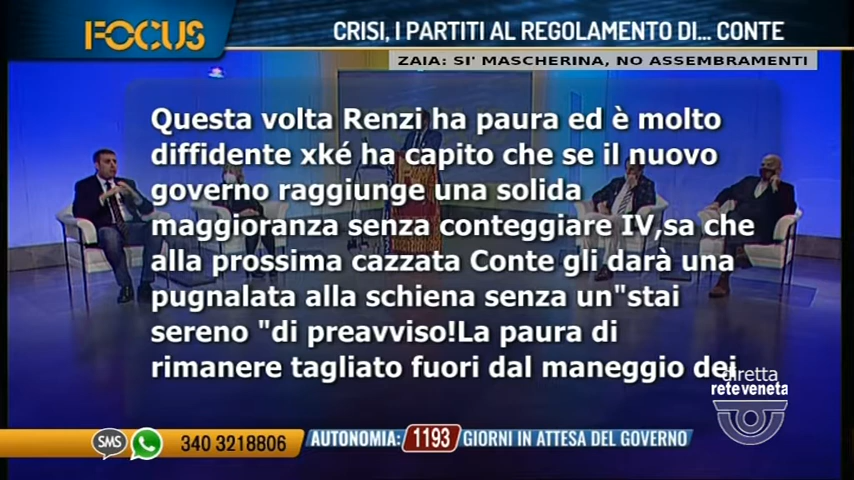 FOCUS
CRISI, I PARTITI AL REGOLAMENTO DI... CONTE
ZAIA: SI' MASCHERINA, NO ASSEMBRAMENTI
Questa volta Renzi ha paura ed è molto
diffidente xké ha capito che se il nuovo
governo raggiunge una solida
maggioranza senza conteggiare IV,sa che
alla prossima cazzata Conte gli darà una
pugnalata alla schiena senza un"stai
sereno "di preavviso!La paura di
rimanere tagliato fuori dal maneggio dei
diretta
reteveneta
SMS
340 3218806
AUTONOMIA: 1193 GIORNI IN ATTESA DEL GOVERNO